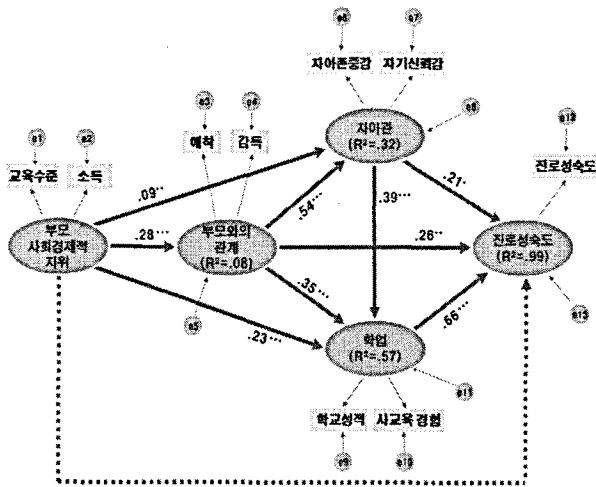 e6
e7
자아존중감
자기신뢰감
e3
e4
e8
e12
애착
감독
자아관
(R²=.32)
진로성숙도
e1
e2
교육수준
소득
.09**
.54***
.39***
.21*
부모
사회경제적
지위
.28***
부모와의
관계
(R²=.08)
.26**
진로성숙도
(R²=.99)
.35***
.66***
e5
.23***
학업
(R²=.57)
e13
e11
학교성적
사교육 경험
e9
e10